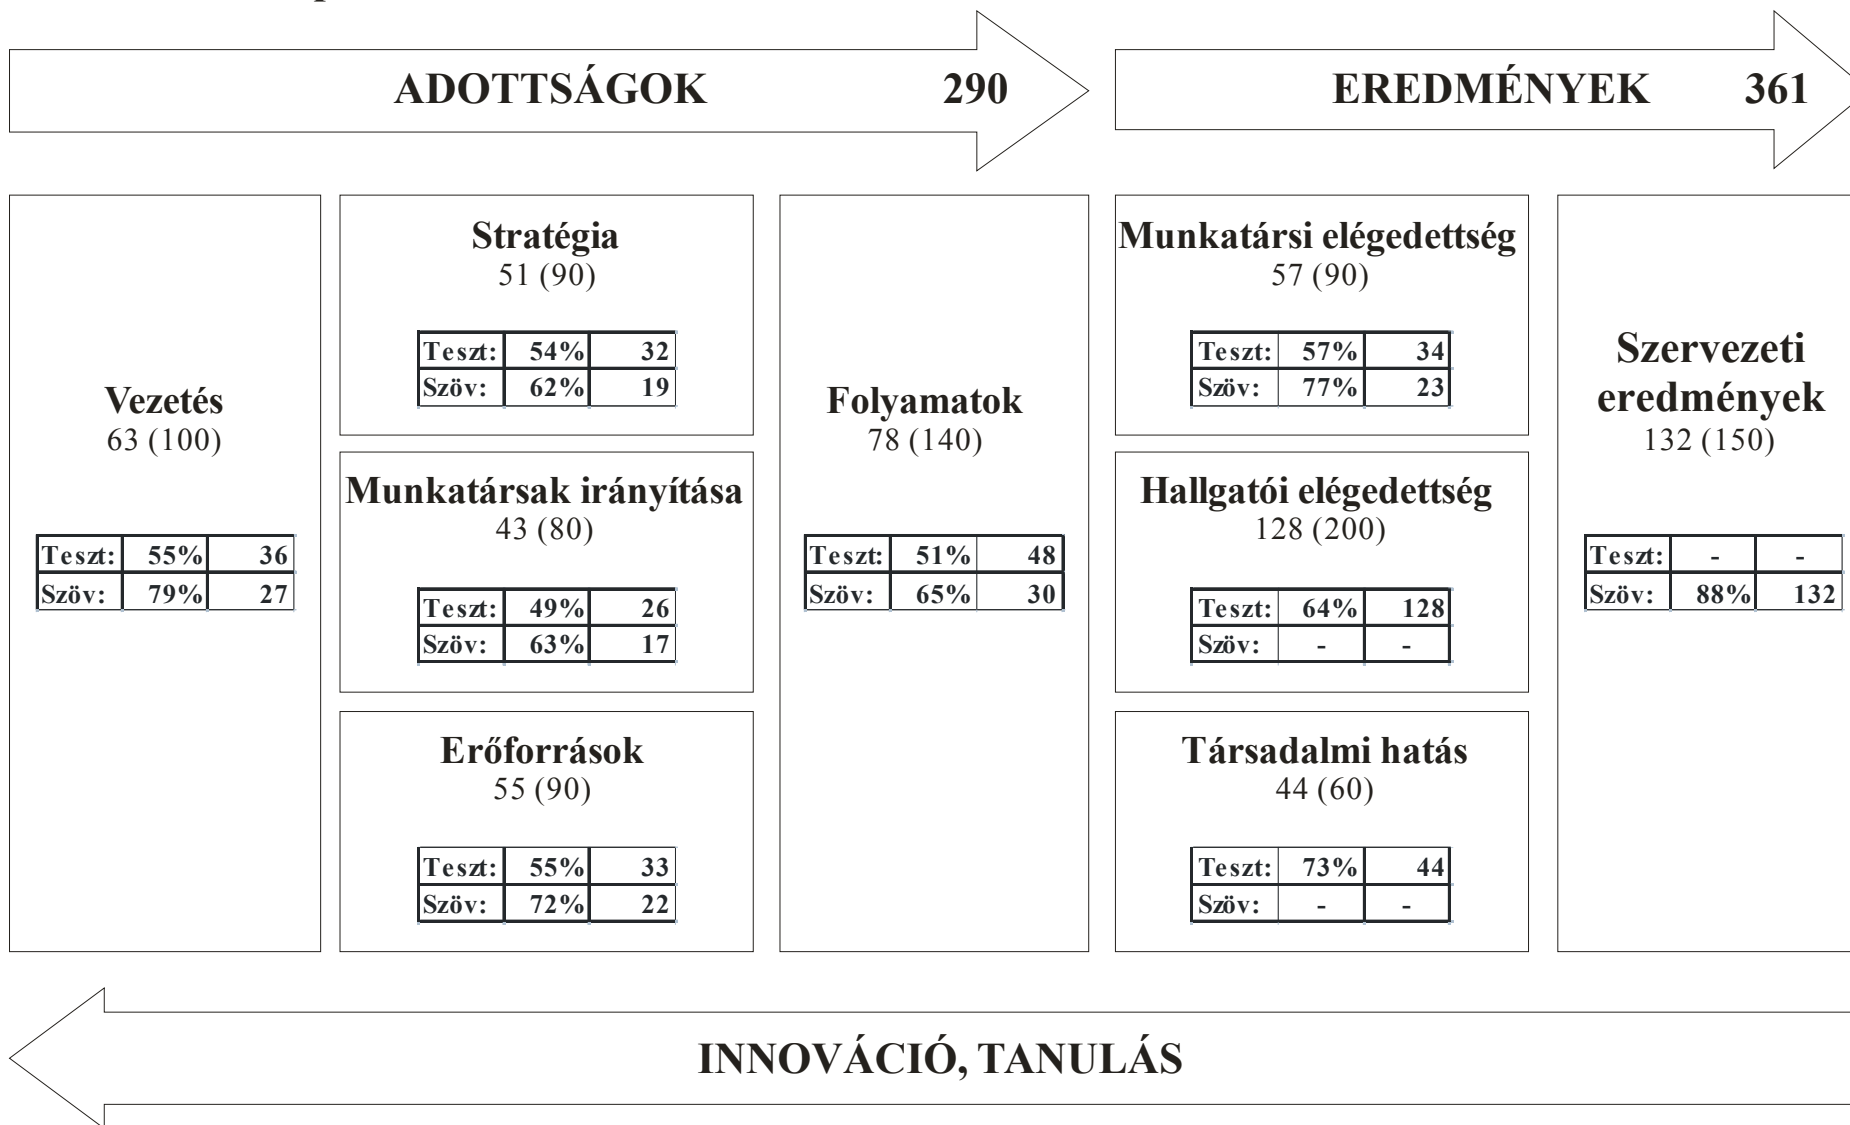 ADOTTSÁGOK 290
EREDMÉNYEK 361
Vezetés
63 (100)
Teszt: 55% 36
Szöv: 79% 27
Stratégia
51 (90)
Teszt: 54% 32
Szöv: 62% 19
Munkatársak irányítása
43 (80)
Teszt: 49% 26
Szöv: 63% 17
Erőforrások
55 (90)
Teszt: 55% 33
Szöv: 72% 22
Folyamatok
78 (140)
Teszt: 51% 48
Szöv: 65% 30
Munkatársi elégedettség
57 (90)
Teszt: 57% 34
Szöv: 77% 23
Hallgatói elégedettség
128 (200)
Teszt: 64% 128
Szöv: - -
Társadalmi hatás
44 (60)
Teszt: 73% 44
Szöv: - -
Szervezeti
eredmények
132 (150)
Teszt: - -
Szöv: 88% 132
INNOVÁCIÓ, TANULÁS